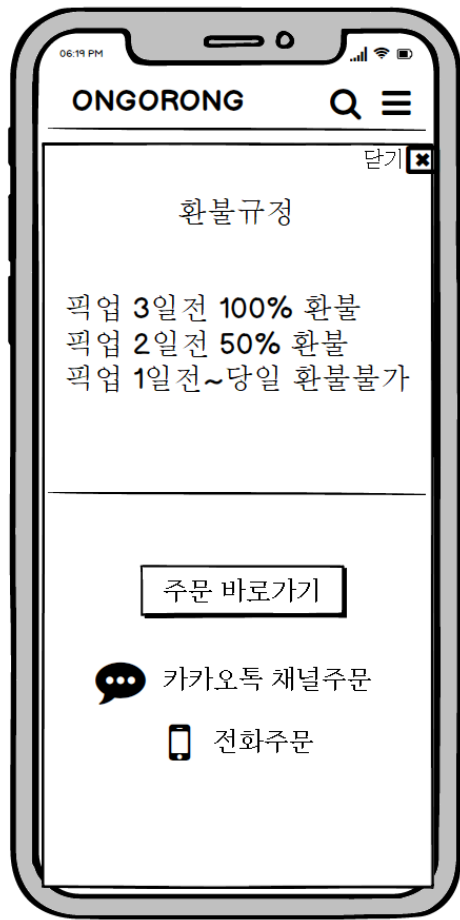 06:19 PM
ONGORONG
닫기
환불규정
픽업 3일전 100% 환불
픽업 2일전 50% 환불
픽업 1일전~당일 환불불가
주문 바로가기
카카오톡 채널주문
전화주문